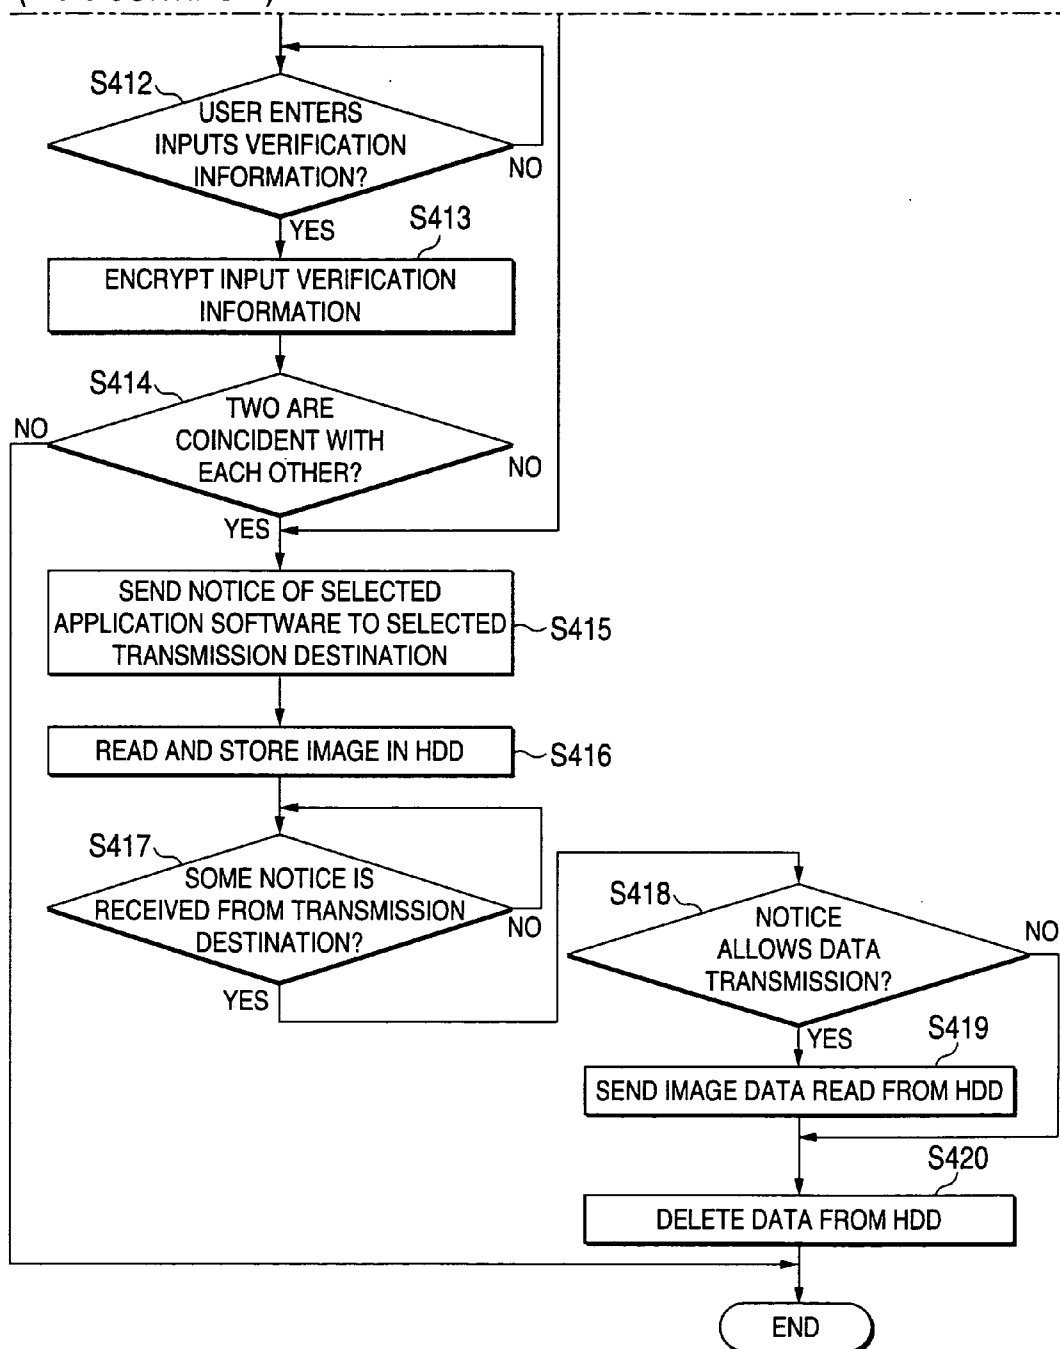 S412
USER ENTERS
INPUTS VERIFICATION
INFORMATION?
NO
YES
S413
ENCRYPT INPUT VERIFICATION
INFORMATION
S414
NO
TWO ARE
COINCIDENT WITH
EACH OTHER?
NO
YES
SEND NOTICE OF SELECTED
APPLICATION SOFTWARE TO SELECTED
TRANSMISSION DESTINATION
S415
READ AND STORE IMAGE IN HDD
S416
S417
SOME NOTICE IS
RECEIVED FROM TRANSMISSION
DESTINATION?
NO
YES
S418
NOTICE
ALLOWS DATA
TRANSMISSION?
NO
YES
S419
SEND IMAGE DATA READ FROM HDD
S420
DELETE DATA FROM HDD
END